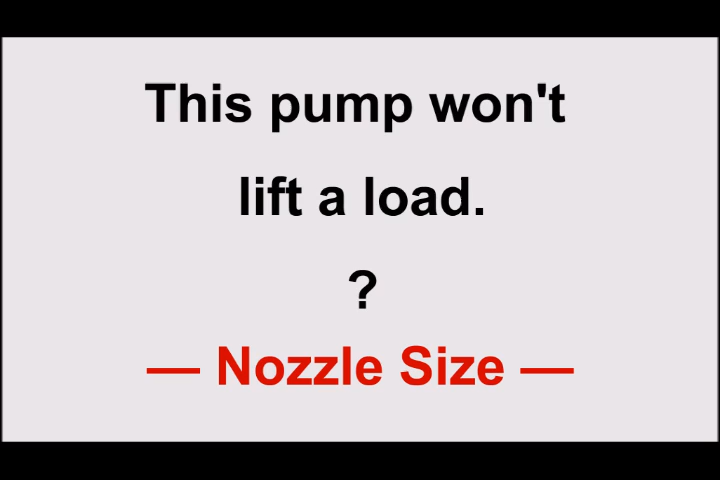 This pump won't
lift a load.
?
— Nozzle Size —